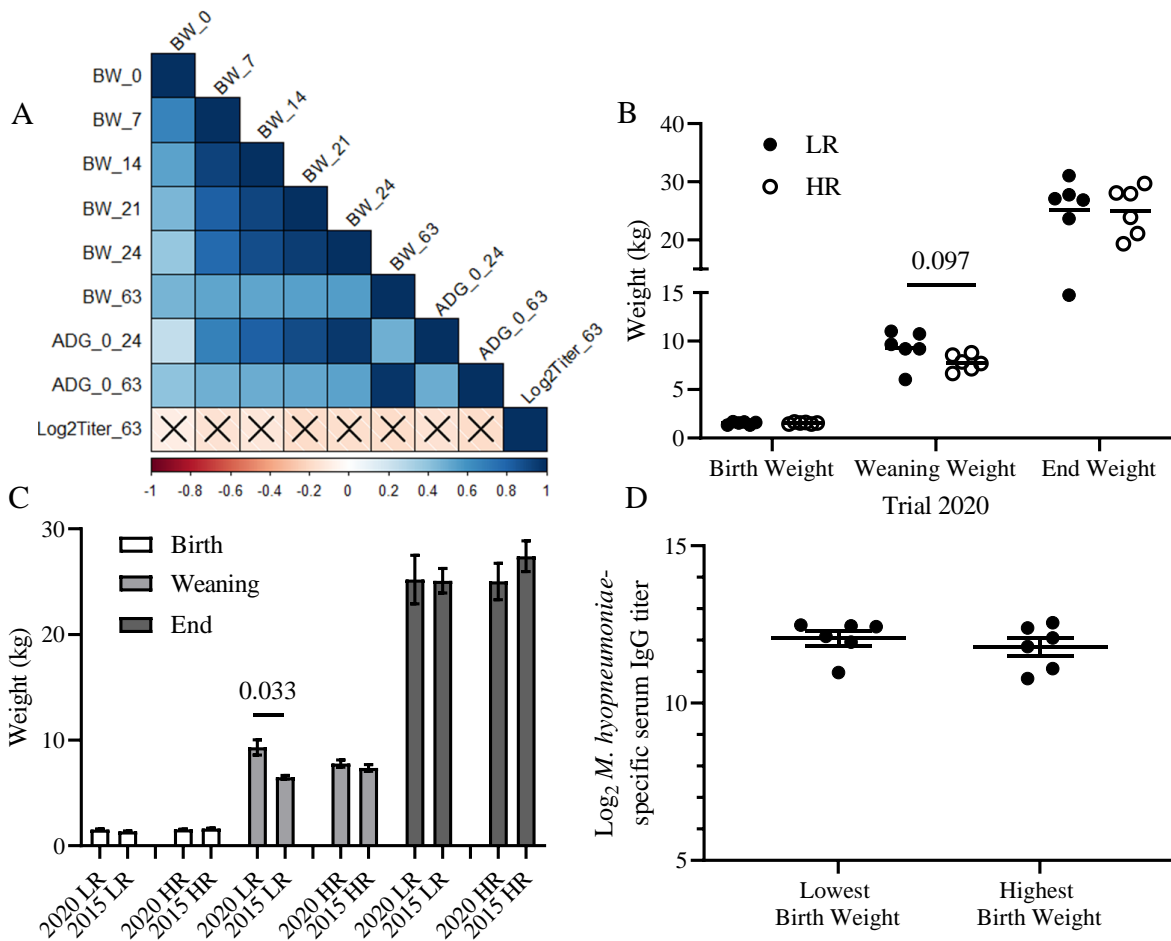 A
BW_0
BW_7
BW_14
BW_21
BW_24
BW_63
ADG_0_24
ADG_0_63
Log2Titer_63
BW_0
BW_7
BW_14
BW_21
BW_24
BW_63
ADG_0_24
ADG_0_63
Log2Titer_63
-1 -0.8 -0.6 -0.4 -0.2 0 0.2 0.4 0.6 0.8 1
B
LR
HR
Weight (kg)
40
30
20
15
10
5
0
0.097
Birth Weight Weaning Weight End Weight
Trial 2020
C
Birth
Weaning
End
Weight (kg)
30
20
10
0
0.033
2020 LR
2015 LR
2020 HR
2015 HR
2020 LR
2015 LR
2020 HR
2015 HR
2020 LR
2015 LR
2020 HR
2015 HR
D
Log₂ M. hyopneumoniae-
specific serum IgG titer
15
10
5
Lowest
Birth Weight
Highest
Birth Weight